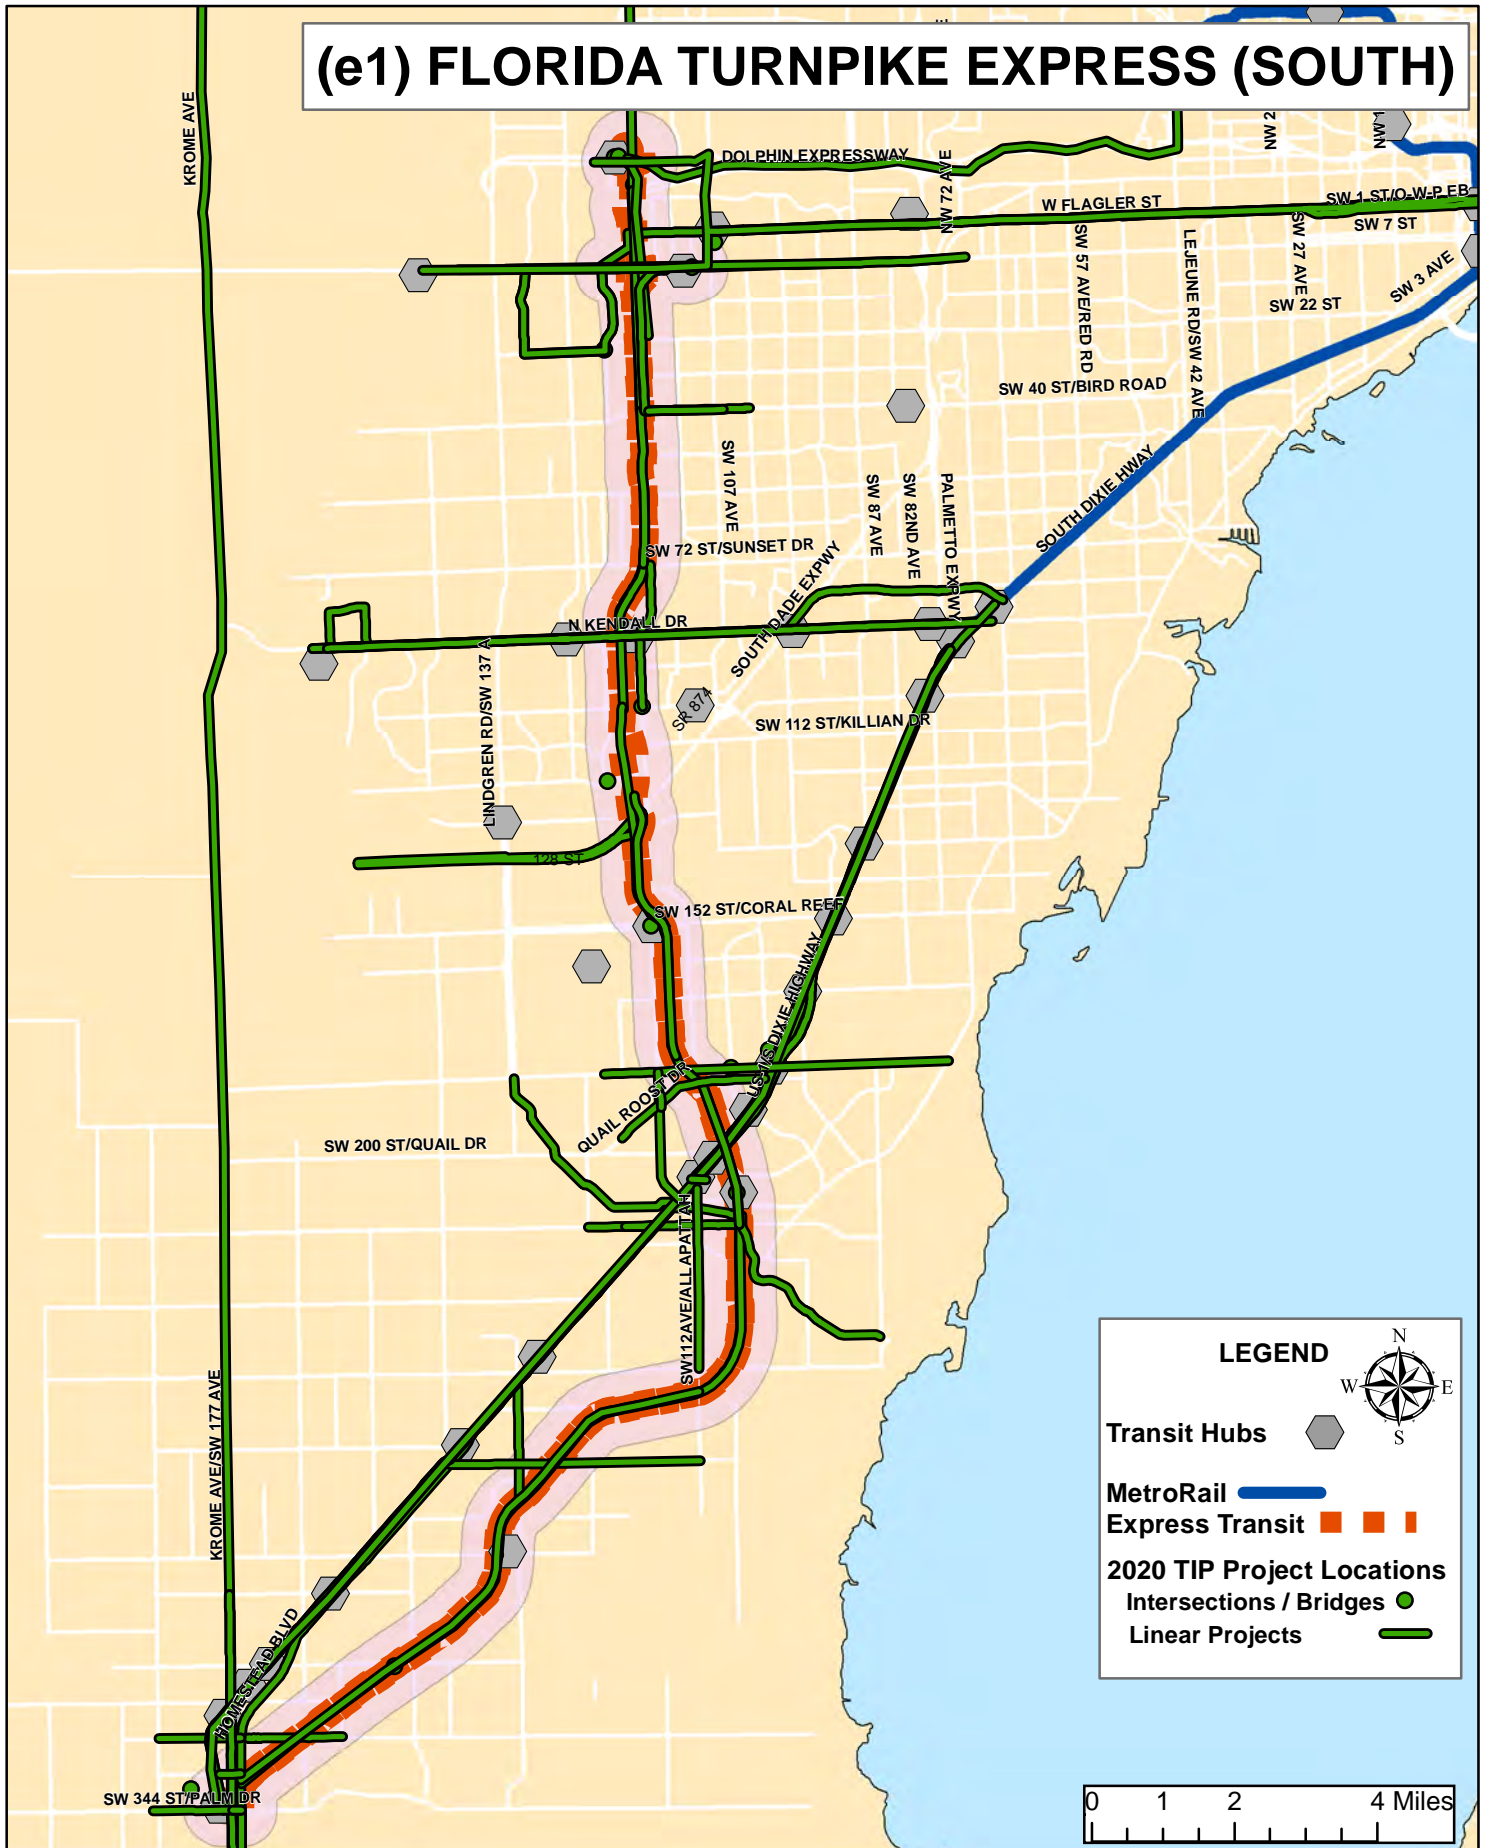 (e1) FLORIDA TURNPIKE EXPRESS (SOUTH)
KROME AVE
DOLPHIN EXPRESSWAY
NW 72 AVE
NW 2
W FLAGLER ST
SW 1 ST/O-W-P EB
SW 7 ST
SW 57 AVE/RED RD
LEJEUNE RD/SW 42 AVE
SW 27 AVE
SW 22 ST
SW 3 AVE
SW 40 ST/BIRD ROAD
SW 107 AVE
SW 87 AVE
SW 82ND AVE
PALMETTO EXPWY
SOUTH DIXIE HWAY
SW 72 ST/SUNSET DR
SOUTH DADE EXPWY
N KENDALL DR
LINDGREN RD/SW 137 A
SR 874
SW 112 ST/KILLIAN DR
128 ST
SW 152 ST/CORAL REEF
US-1/S DIXIE HIGHWAY
QUAIL ROOST DR
SW 200 ST/QUAIL DR
SW112AVE/ALLAPATTAH
KROME AVE/SW 177 AVE
HOMESTEAD BLVD
SW 344 ST/PALM DR
LEGEND
N
W
E
S
Transit Hubs
MetroRail
Express Transit
2020 TIP Project Locations
Intersections / Bridges
Linear Projects
0 1 2 4 Miles